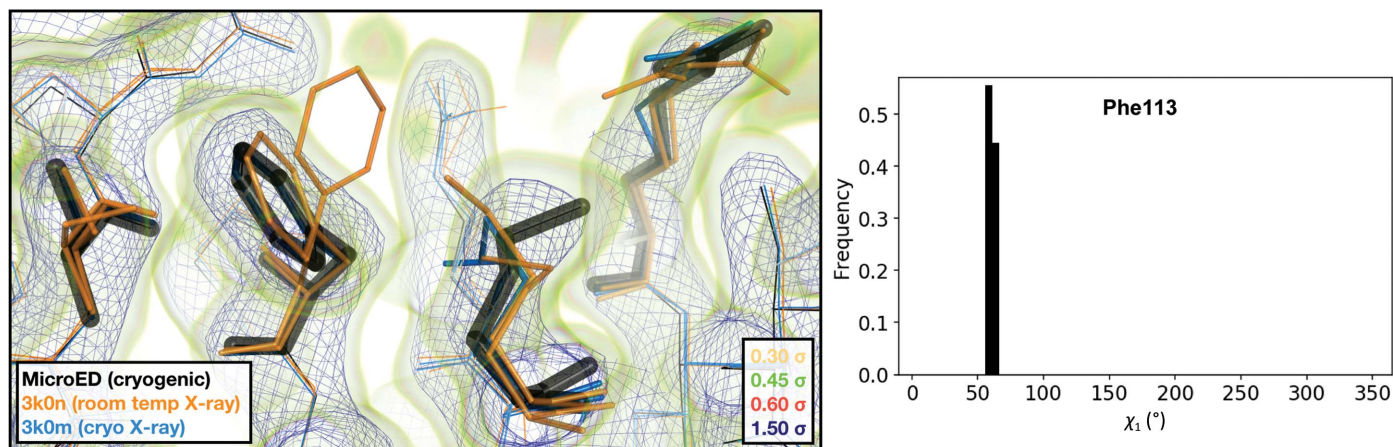 MicroED (cryogenic)
3k0n (room temp X-ray)
3k0m (cryo X-ray)
0.30 σ
0.45 σ
0.60 σ
1.50 σ
Phe113
Frequency
0.5
0.4
0.3
0.2
0.1
0.0
0 50 100 150 200 250 300 350
χ₁ (°)